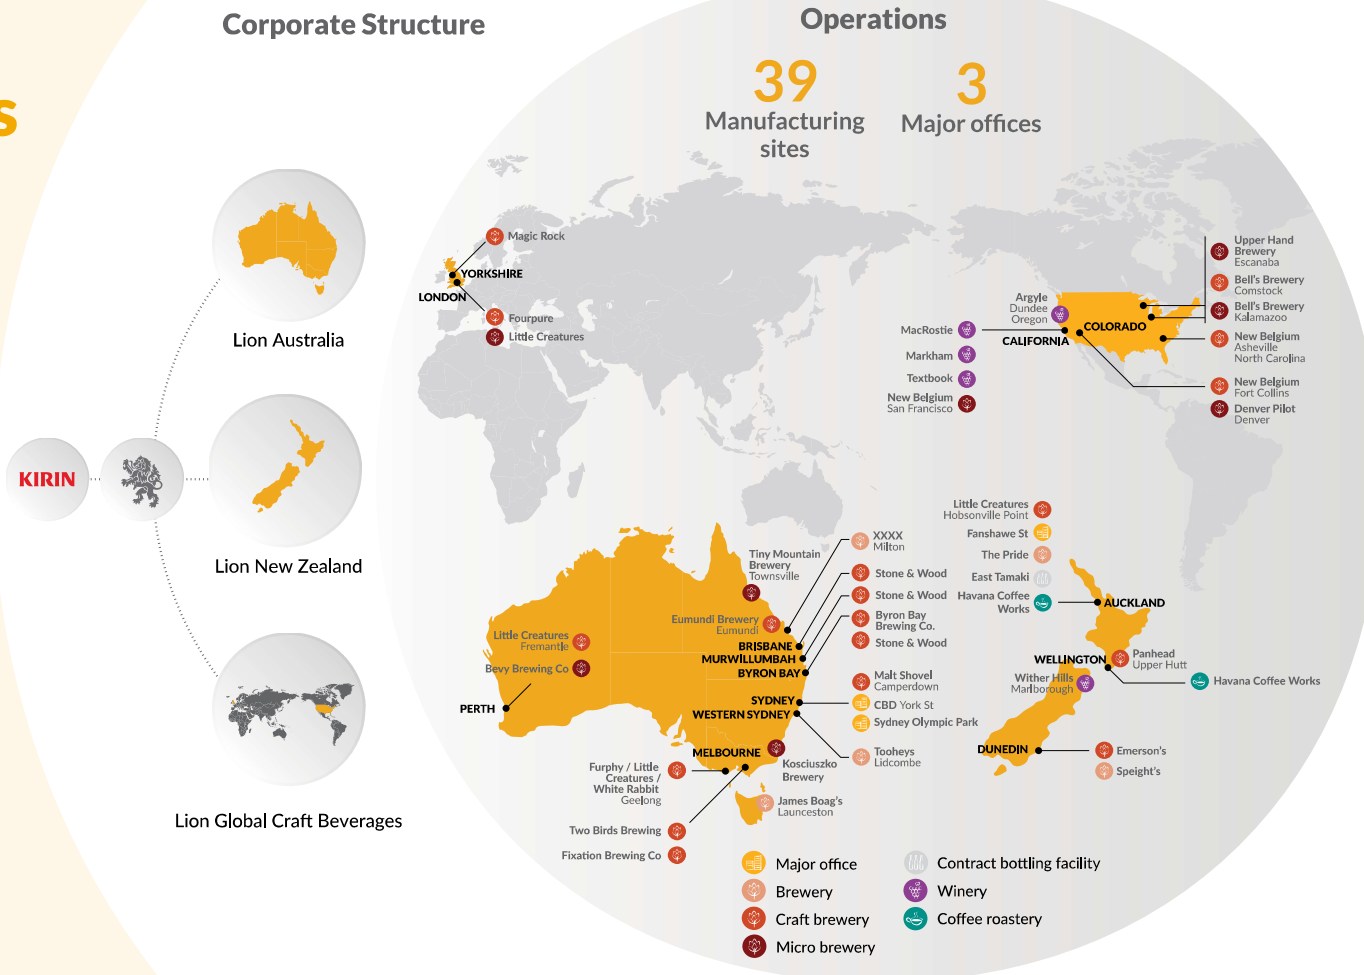 s
Corporate Structure
KIRIN
Lion Australia
Lion New Zealand
Lion Global Craft Beverages
Operations
39
Manufacturing
sites
3
Major offices
Magic Rock
YORKSHIRE
LONDON
Fourpure
Little Creatures
Argyle
Dundee
Oregon
MacRostie
COLORADO
CALIFORNIA
Markham
Textbook
New Belgium
San Francisco
Upper Hand
Brewery
Escanaba
Bell's Brewery
Comstock
Bell's Brewery
Kalamazoo
New Belgium
Asheville
North Carolina
New Belgium
Fort Collins
Denver Pilot
Denver
Tiny Mountain
Brewery
Townsville
Eumundi Brewery
Eumundi
Little Creatures
Fremantle
Bevy Brewing Co
PERTH
BRISBANE
MURWILLUMBAH
BYRON BAY
SYDNEY
WESTERN SYDNEY
MELBOURNE
XXXX
Milton
Stone & Wood
Stone & Wood
Byron Bay
Brewing Co.
Stone & Wood
Malt Shovel
Camperdown
CBD York St
Sydney Olympic Park
Tooheys
Lidcombe
Kosciuszko
Brewery
Furphy / Little
Creatures /
White Rabbit
Geelong
James Boag's
Launceston
Two Birds Brewing
Fixation Brewing Co
Little Creatures
Hobsonville Point
Fanshawe St
The Pride
East Tamaki
Havana Coffee
Works
AUCKLAND
WELLINGTON
Panhead
Upper Hutt
Wither Hills
Marlborough
Havana Coffee Works
DUNEDIN
Emerson's
Speight's
Major office
Brewery
Craft brewery
Micro brewery
Contract bottling facility
Winery
Coffee roastery